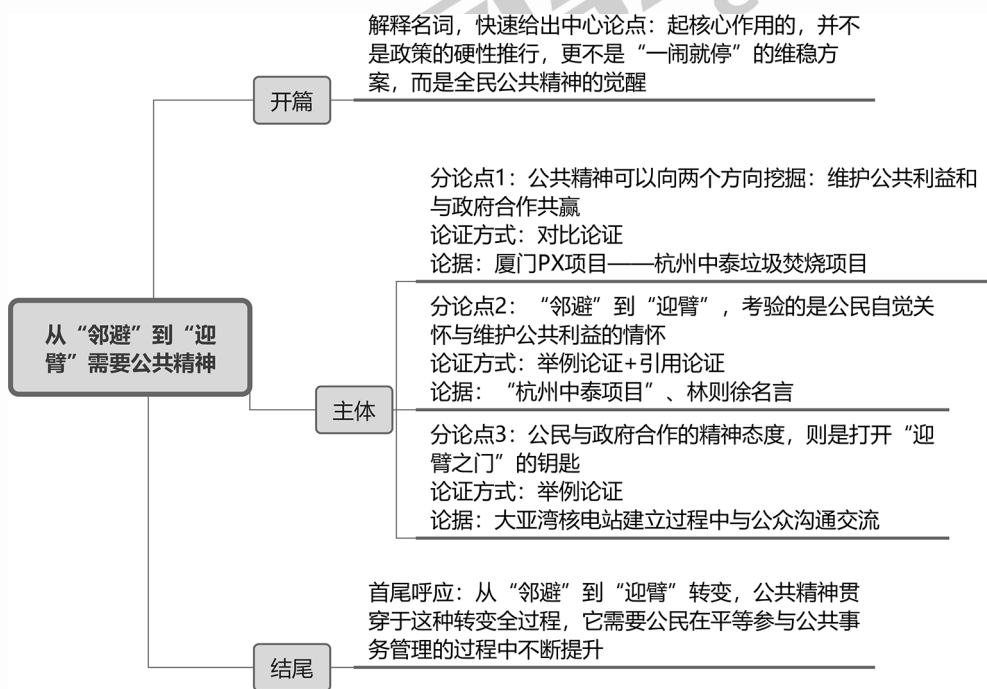 解释名词，快速给出中心论点：起核心作用的，并不
是政策的硬性推行，更不是“一闹就停”的维稳方
案，而是全民公共精神的觉醒
开篇
分论点1：公共精神可以向两个方向挖掘：维护公共利益和
与政府合作共赢
论证方式：对比论证
论据：厦门PX项目——杭州中泰垃圾焚烧项目
从“邻避”到“迎
臂”需要公共精神
主体
分论点2：“邻避”到“迎臂”，考验的是公民自觉关
怀与维护公共利益的情怀
论证方式：举例论证+引用论证
论据：“杭州中泰项目”、林则徐名言
分论点3：公民与政府合作的精神态度，则是打开“迎
臂之门”的钥匙
论证方式：举例论证
论据：大亚湾核电站建立过程中与公众沟通交流
首尾呼应：从“邻避”到“迎臂”转变，公共精神贯
穿于这种转变全过程，它需要公民在平等参与公共事
务管理的过程中不断提升
结尾